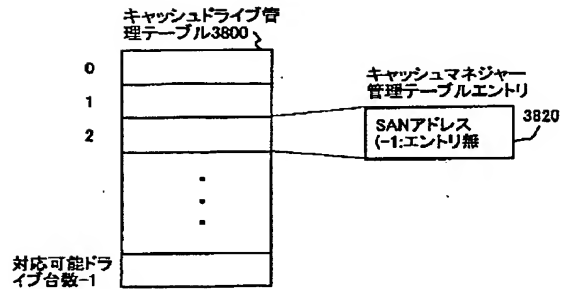 キャッシュドライブ管
理テーブル3800
0
1
2
対応可能ドラ
イブ台数-1
キャッシュマネジャー
管理テーブルエントリ
SANアドレス
(-1:エントリ無
3820